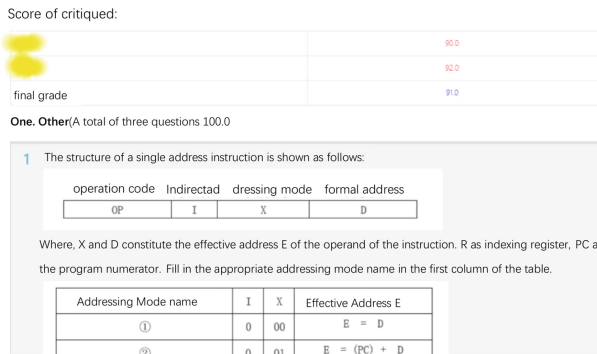 Score of critiqued:
90.0
92.0
final grade 91.0
One. Other(A total of three questions 100.0
1 The structure of a single address instruction is shown as follows:
operation code Indirectad dressing mode formal address
OP I X D
Where, X and D constitute the effective address E of the operand of the instruction. R as indexing register, PC a
the program numerator. Fill in the appropriate addressing mode name in the first column of the table.
Addressing Mode name I X Effective Address E
① 0 00 E = D
② 0 01 E = (PC) + D